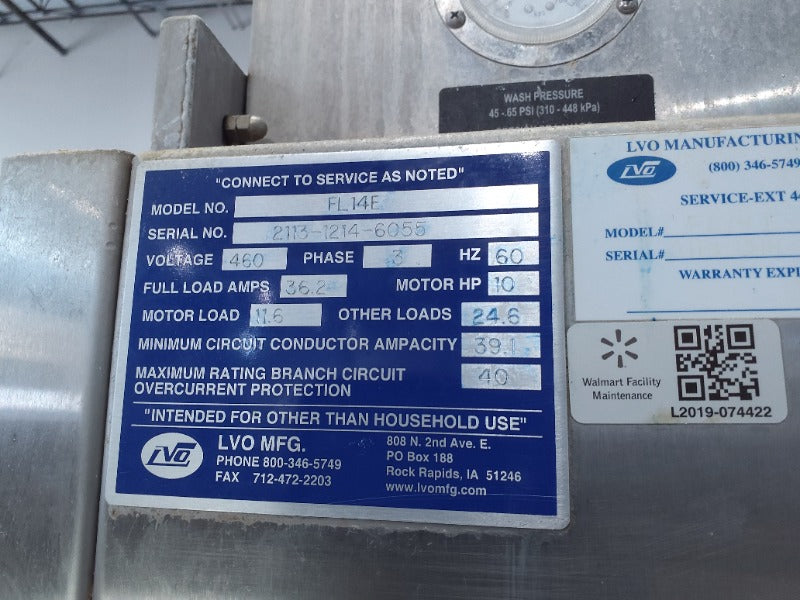 WASH PRESSURE
45 - 65 PSI (310 - 448 kPa)
"CONNECT TO SERVICE AS NOTED"
MODEL NO. FL14E
SERIAL NO. 2113-1214-6055
VOLTAGE 460 PHASE 3 HZ 60
FULL LOAD AMPS 36.2 MOTOR HP 10
MOTOR LOAD 11.6 OTHER LOADS 24.6
MINIMUM CIRCUIT CONDUCTOR AMPACITY 39.1
MAXIMUM RATING BRANCH CIRCUIT
OVERCURRENT PROTECTION 40
"INTENDED FOR OTHER THAN HOUSEHOLD USE"
LVO
LVO MFG.
PHONE 800-346-5749
FAX 712-472-2203
808 N. 2nd Ave. E.
PO Box 188
Rock Rapids, IA 51246
www.lvomfg.com
LVO MANUFACTURIN
LVO
(800) 346-5749
SERVICE-EXT 4
MODEL#
SERIAL#
WARRANTY EXPI
Walmart Facility
Maintenance
L2019-074422